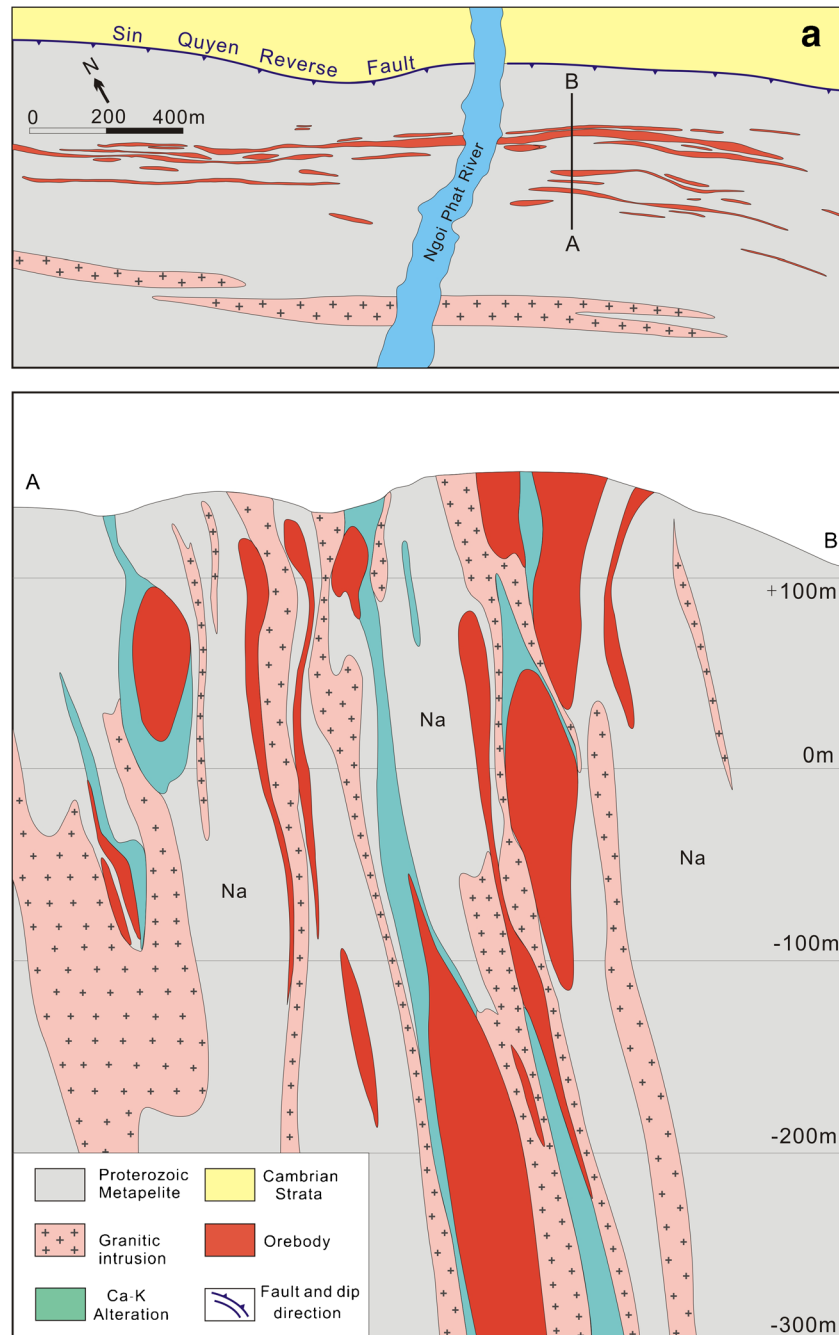 a
Sin Quyen Reverse Fault
N
0 200 400m
B
Ngoi Phat River
A
A
B
+100m
Na
0m
Na
Na
-100m
-200m
Proterozoic
Metapelite
Cambrian
Strata
Granitic
intrusion
Orebody
Ca-K
Alteration
Fault and dip
direction
-300m